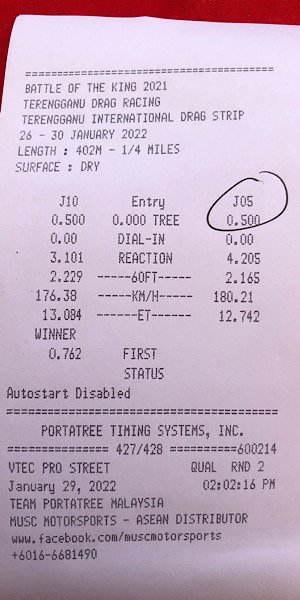 ========================================
BATTLE OF THE KING 2021
TERENGGANU DRAG RACING
TERENGGANU INTERNATIONAL DRAG STRIP
26 - 30 JANUARY 2022
LENGTH : 402M - 1/4 MILES
SURFACE : DRY
J10 Entry J05
0.500 0.000 TREE 0.500
0.00 DIAL-IN 0.00
3.101 REACTION 4.205
2.229 -----60FT----- 2.165
176.38 -----KM/H----- 180.21
13.084 ------ET------ 12.742
WINNER
0.762 FIRST
STATUS
Autostart Disabled
========================================
PORTATREE TIMING SYSTEMS, INC.
=============== 427/428 ==========600214
VTEC PRO STREET QUAL RND 2
January 29, 2022 02:02:16 PM
TEAM PORTATREE MALAYSIA
MUSC MOTORSPORTS - ASEAN DISTRIBUTOR
www.facebook.com/muscmotorsports
+6016-6681490